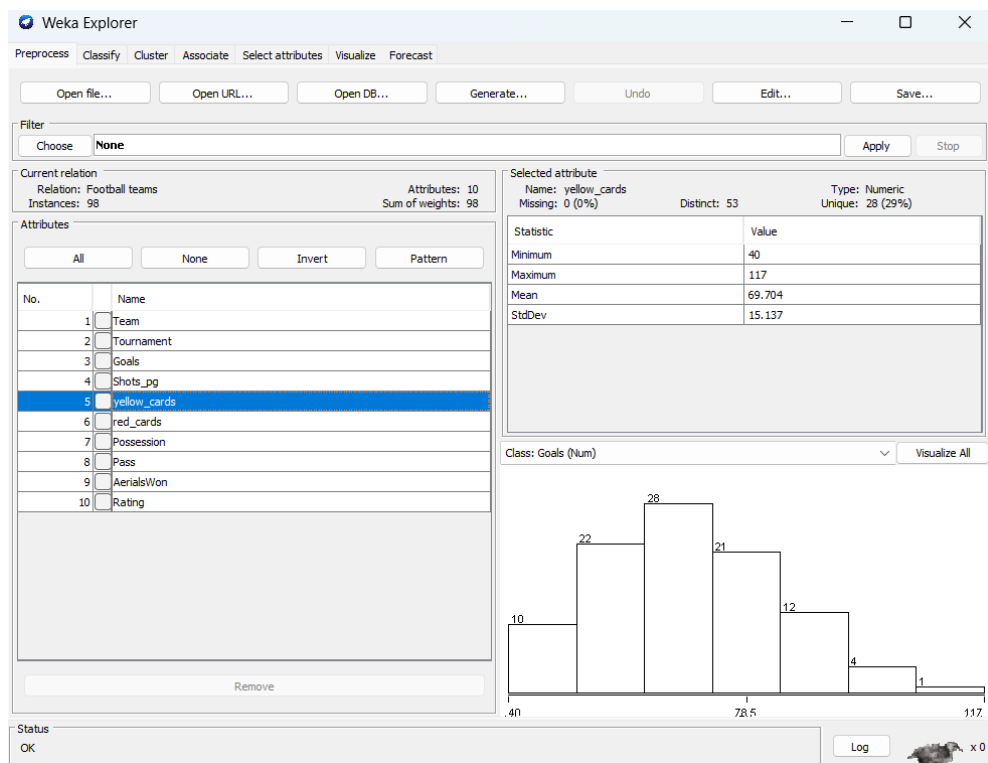 Weka Explorer
Preprocess Classify Cluster Associate Select attributes Visualize Forecast
Open file... Open URL... Open DB... Generate... Undo Edit... Save...
Filter
Choose None Apply Stop
Current relation
Relation: Football teams Attributes: 10
Instances: 98 Sum of weights: 98
Attributes
All None Invert Pattern
No. Name
1 Team
2 Tournament
3 Goals
4 Shots_pg
5 yellow_cards
6 red_cards
7 Possession
8 Pass
9 AerialsWon
10 Rating
Remove
Selected attribute
Name: yellow_cards Type: Numeric
Missing: 0 (0%) Distinct: 53 Unique: 28 (29%)
Statistic Value
Minimum 40
Maximum 117
Mean 69.704
StdDev 15.137
Class: Goals (Num) Visualize All
10 22 28 21 12 4 1
40 78.5 117
Status
OK Log x 0